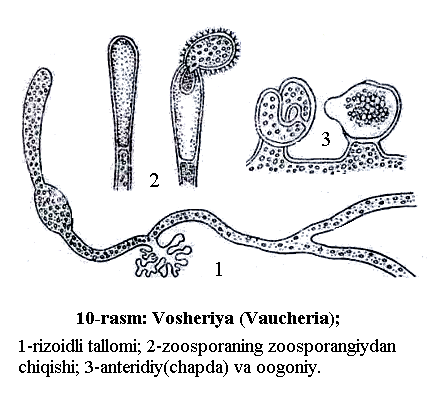 2
3
1
10-rasm: Vosheriya (Vaucheria);
1-rizoidli tallomi; 2-zoosporaning zoosporangiydan
chiqishi; 3-anteridiy(chapda) va oogoniy.